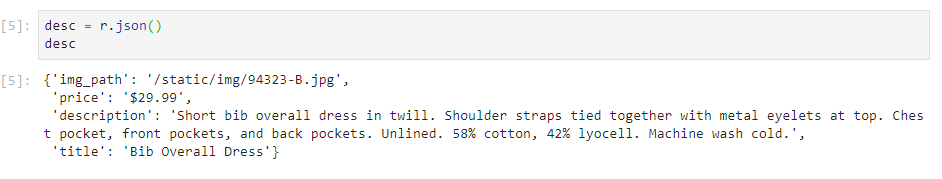 [5]: desc = r.json()
desc
[5]: {'img_path': '/static/img/94323-B.jpg',
'price': '$29.99',
'description': 'Short bib overall dress in twill. Shoulder straps tied together with metal eyelets at top. Ches
t pocket, front pockets, and back pockets. Unlined. 58% cotton, 42% lyocell. Machine wash cold.',
'title': 'Bib Overall Dress'}